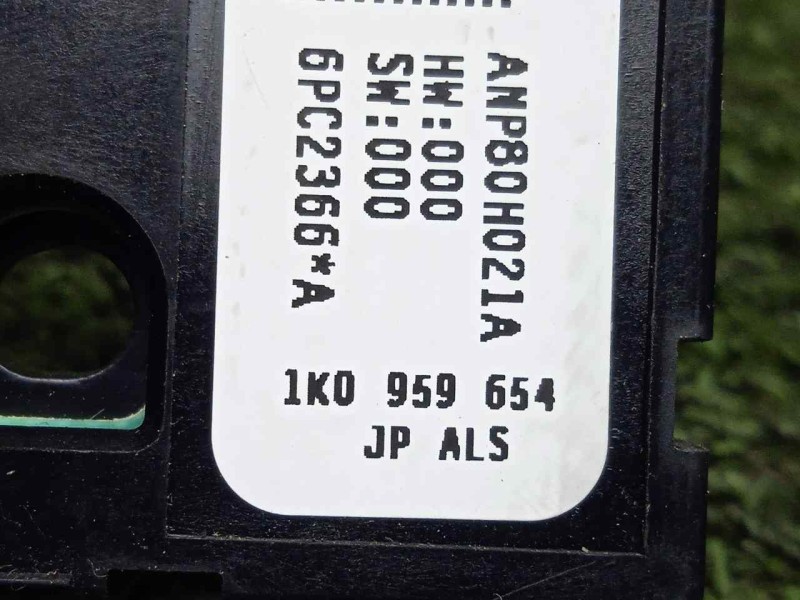 ANP80H021A
HW:000
SW:000
6PC2366*A
1K0 959 654
JP ALS